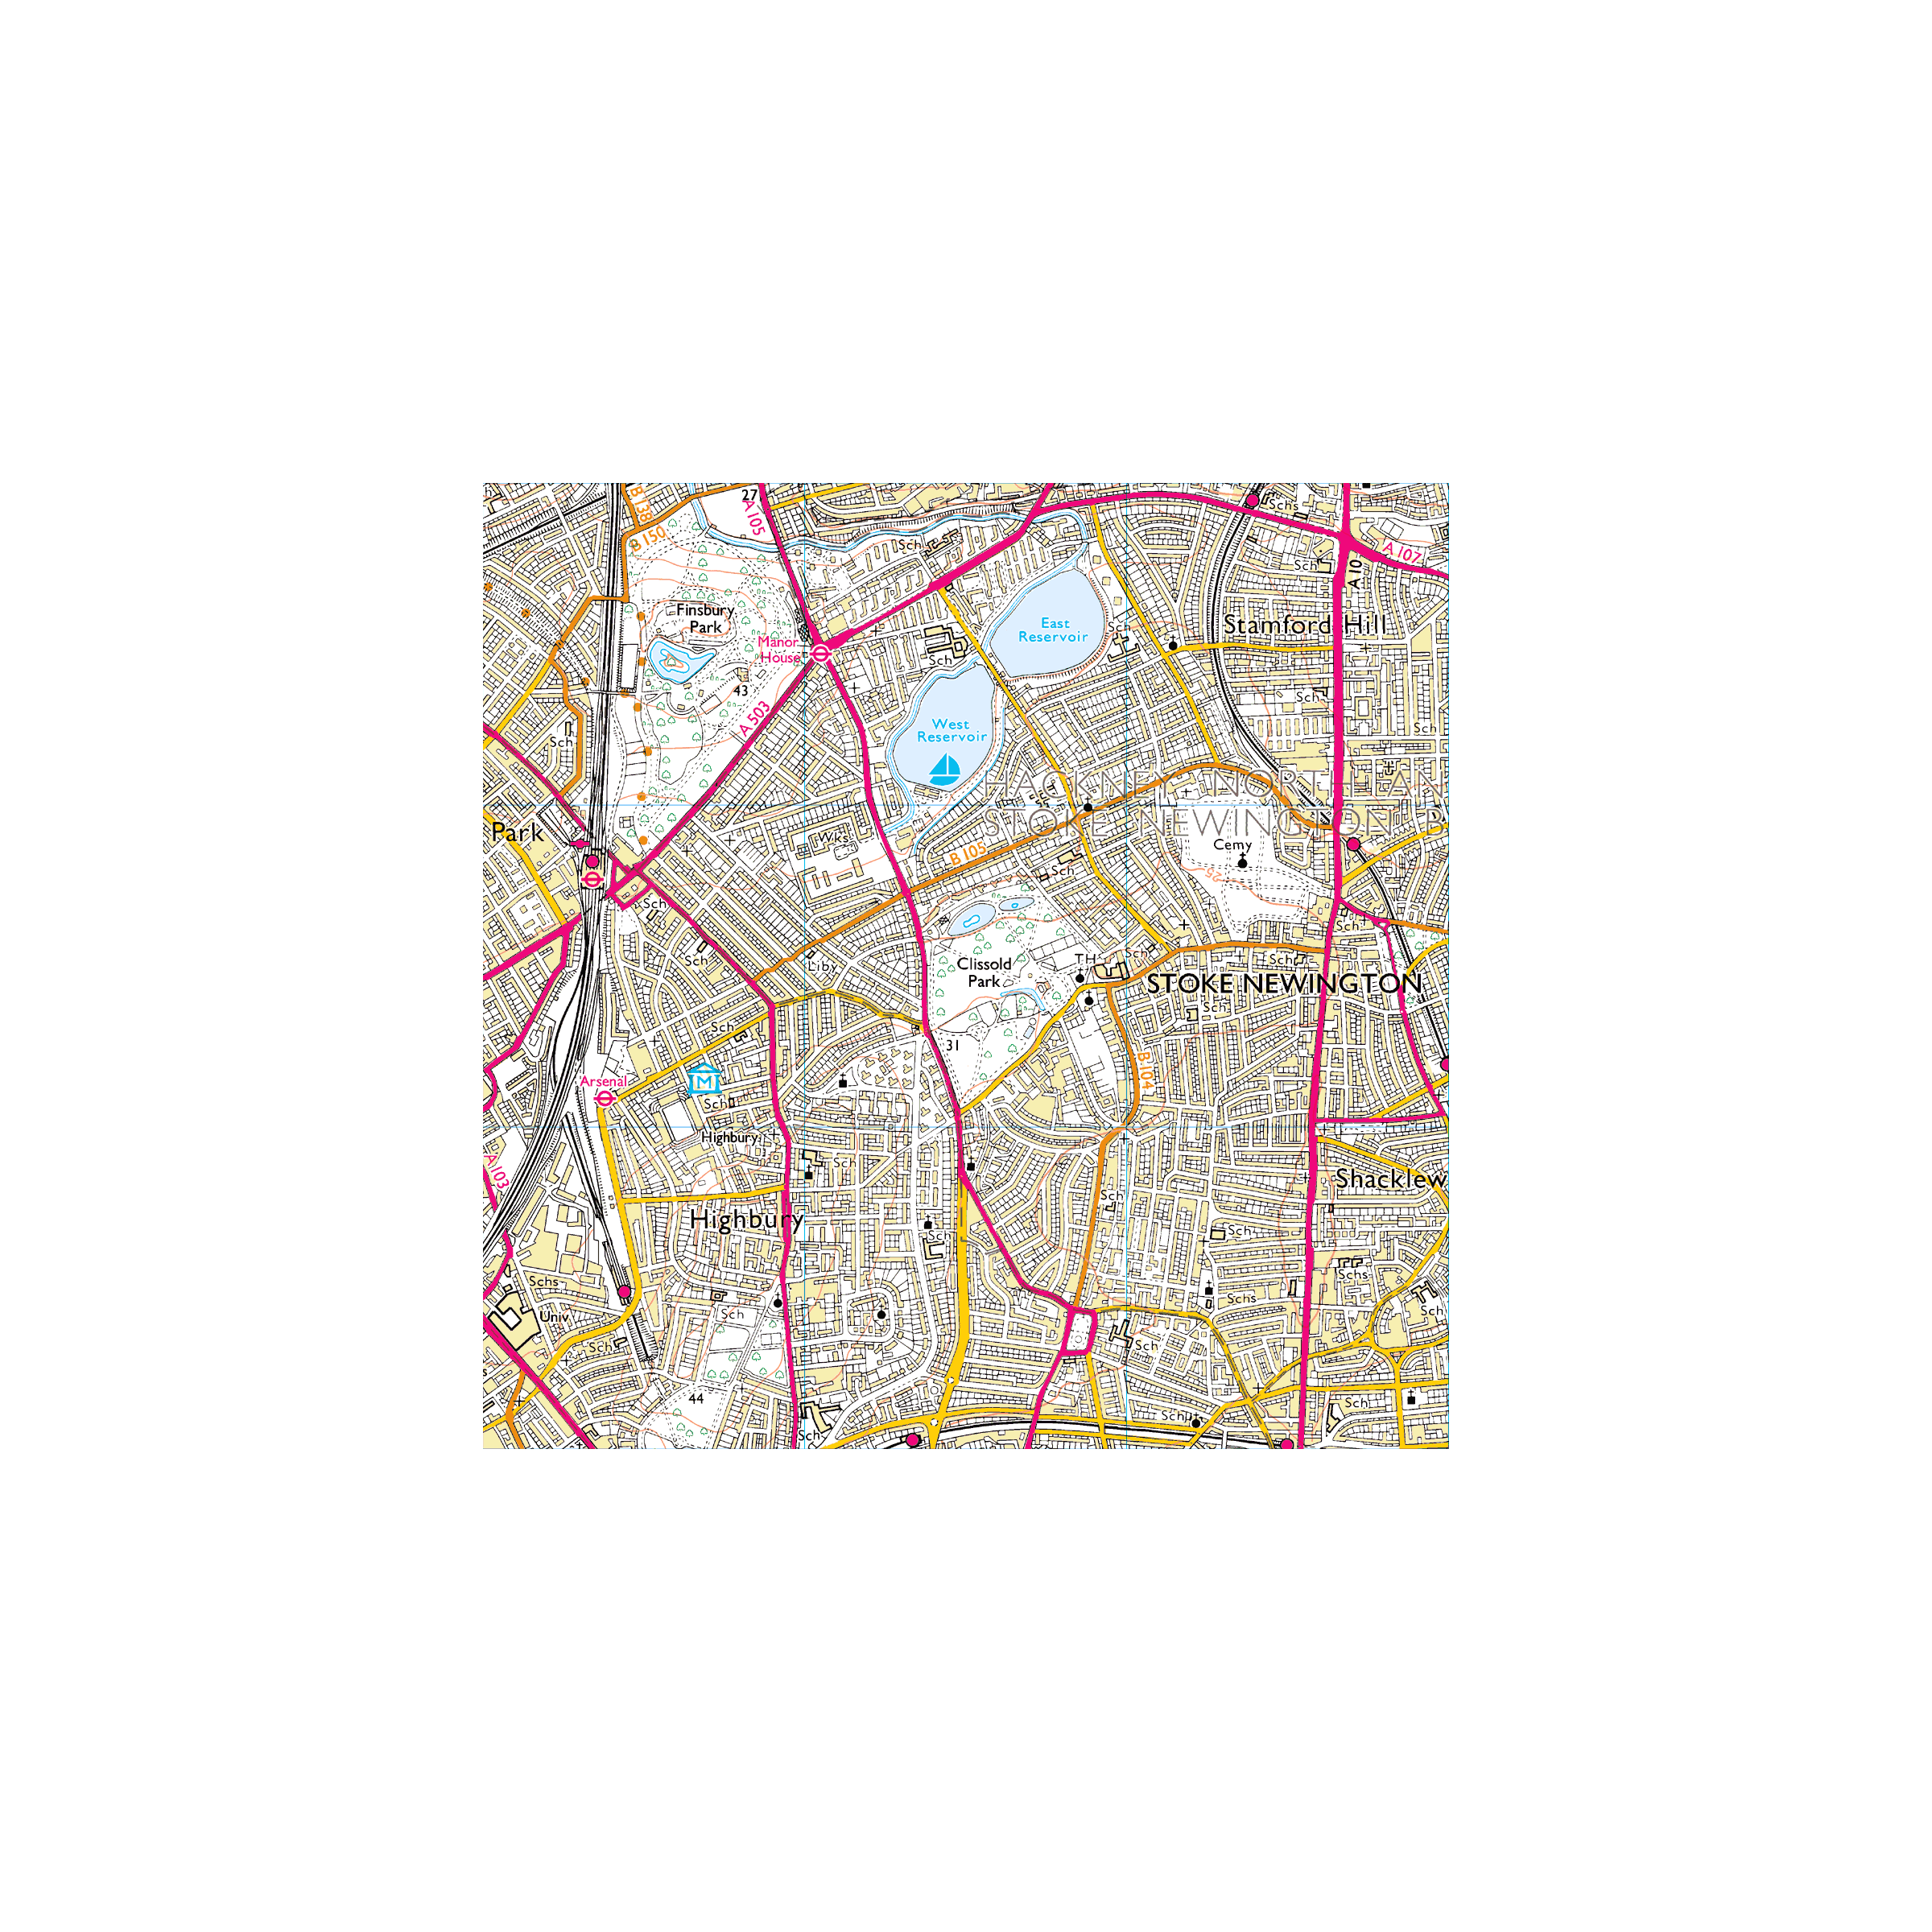 27
A 105
B 138
B 150
Schs
A 107
A 10
Sch
Sch
Finsbury
Park
East
Reservoir
Stamford Hill
Manor
House
Sch
Sch
43
Sch
A 503
West
Reservoir
Sch
Sch
HACKNEY NORTH AN
STOKE NEWINGTON B
Park
Wks
Cemy
B 105
Sch
25
Sch
Sch
Sch
Liby
Clissold
Park
TH
Sch
Sch
STOKE NEWINGTON
Sch
Sch
31
B 104
Arsenal
M
Sch
Highbury
Sch
A 103
Shacklew
Sch
Highbury
Sch
Sch
Schs
Schs
Univ
Sch
Schs
Sch
Sch
Sch
s
44
Sch
Sch
Sch